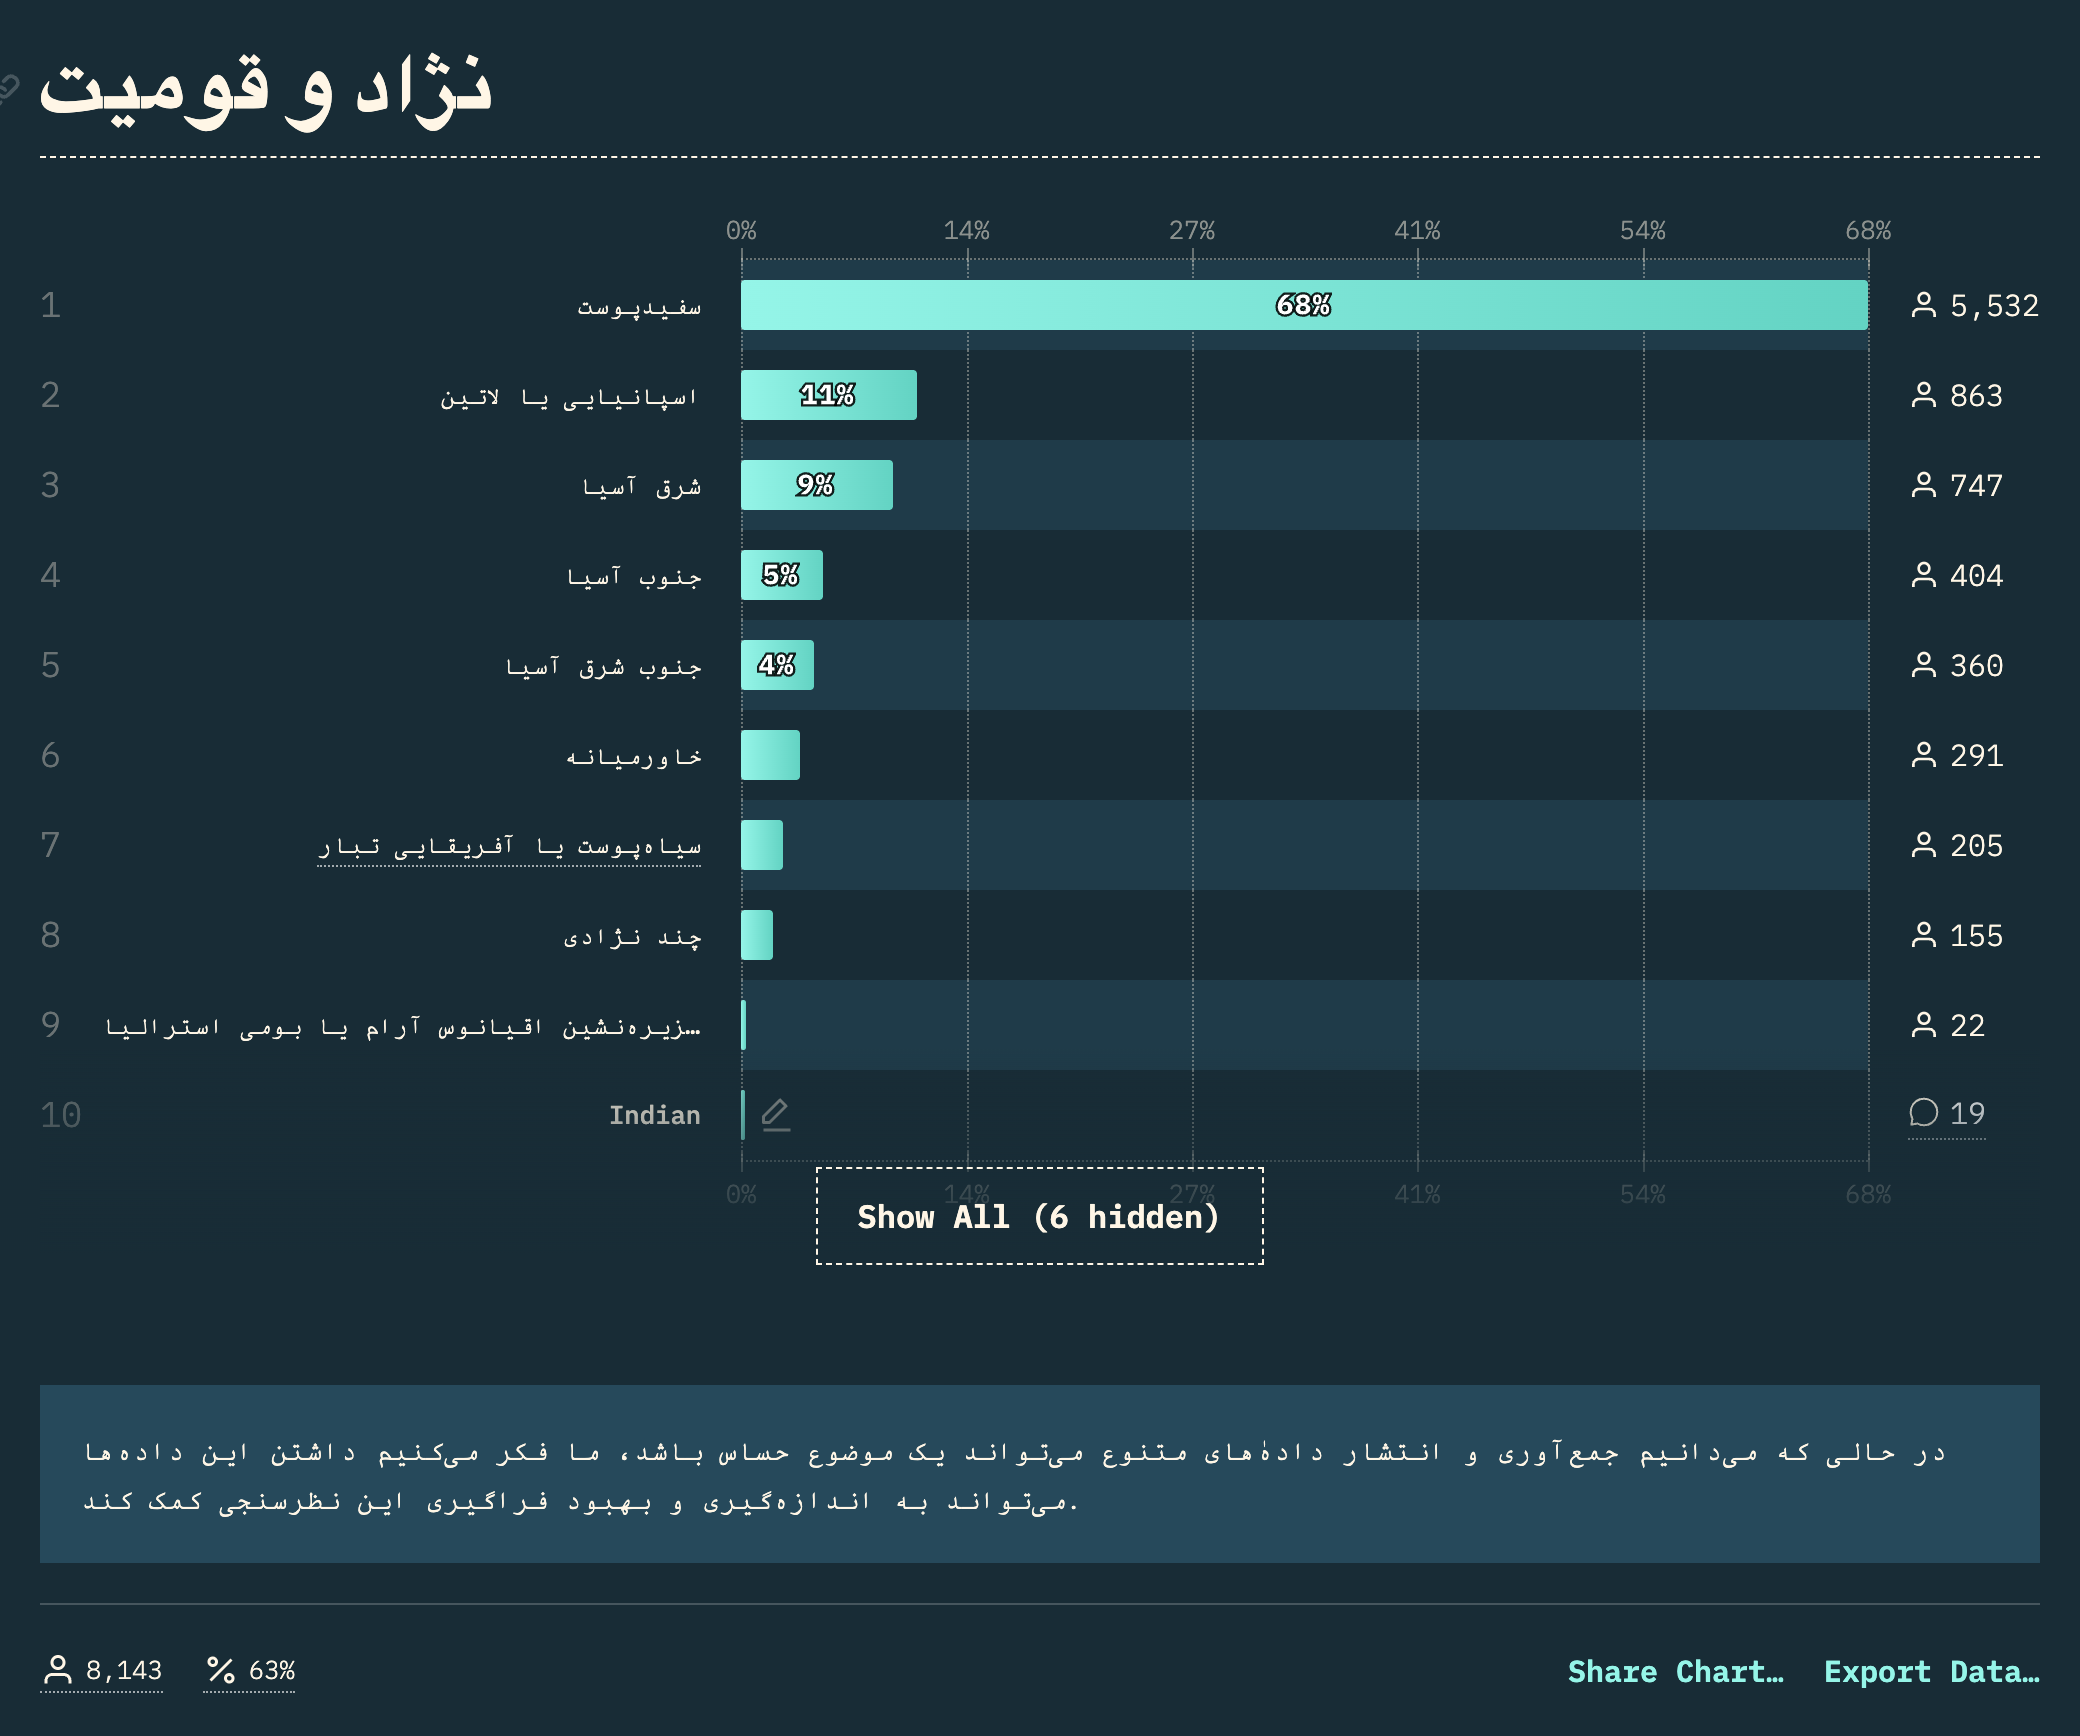 نژاد و قومیت
0% 14% 27% 41% 54% 68%
1 سفیدپوست 68% 5,532
2 اسپانیایی یا لاتین 11% 863
3 شرق آسیا 9% 747
4 جنوب آسیا 5% 404
5 جنوب شرق آسیا 4% 360
6 خاورمیانه 291
7 سیاه‌پوست یا آفریقایی تبار 205
8 چند نژادی 155
9 …زیره‌نشین اقیانوس آرام یا بومی استرالیا 22
10 Indian 19
0% 14% 27% 41% 54% 68%
Show All (6 hidden)
در حالی که می‌دانیم جمع‌آوری و انتشار دادهٔ‌های متنوع می‌تواند یک موضوع حساس باشد، ما فکر می‌کنیم داشتن این داده‌ها
می‌تواند به اندازه‌گیری و بهبود فراگیری این نظرسنجی کمک کند.
8,143 63% Share Chart… Export Data…